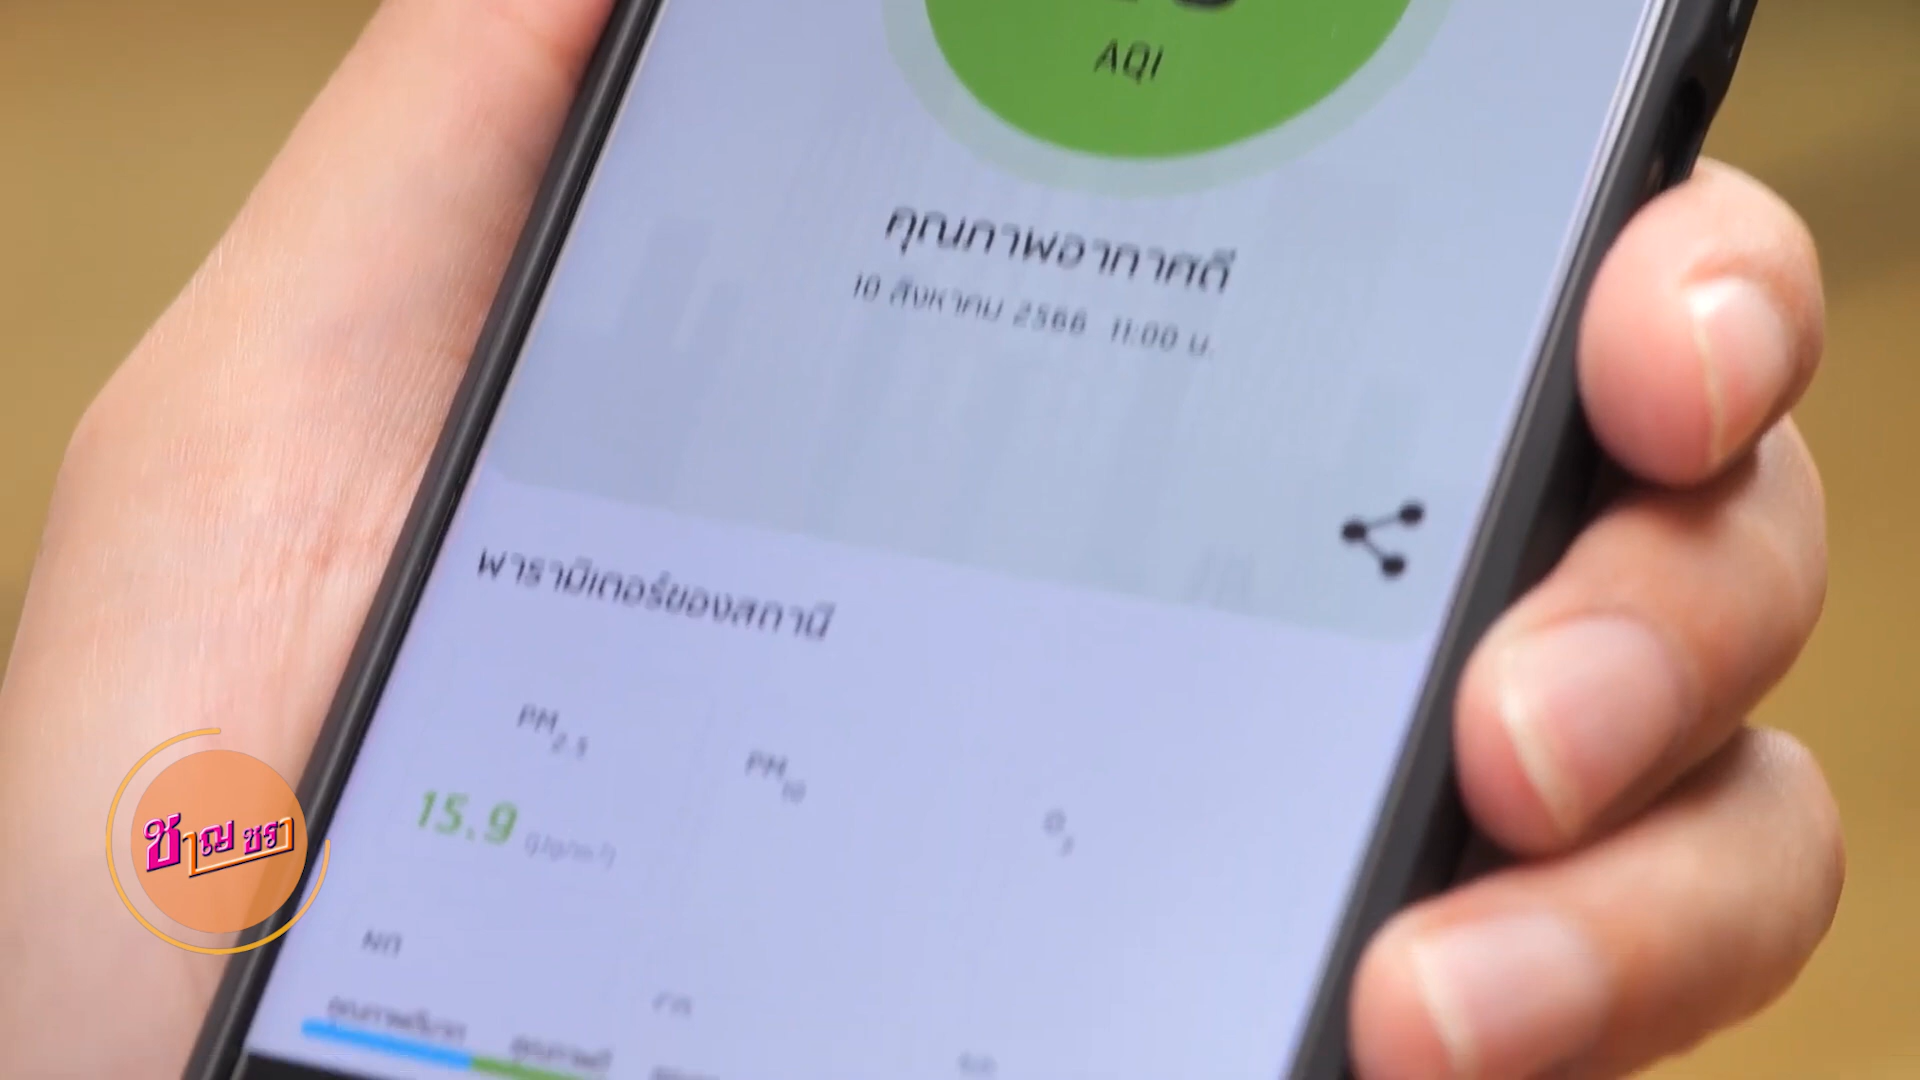 AQI
คุณภาพอากาศดี
10 สิงหาคม 2566 11:00 น.
พารามิเตอร์ของสถานี
PM2.5
PM10
O3
15.9
ชาญ ชรา